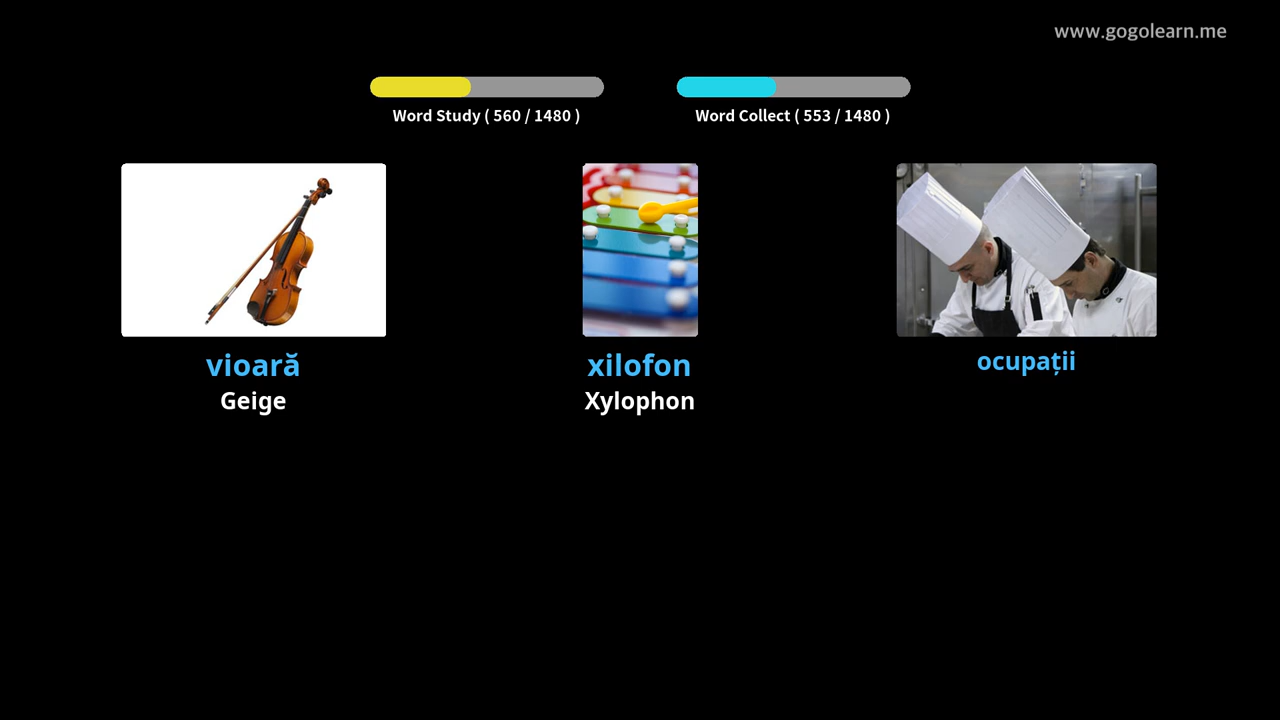 www.gogolearn.me
Word Study ( 560 / 1480 )
Word Collect ( 553 / 1480 )
vioară
Geige
xilofon
Xylophon
ocupații